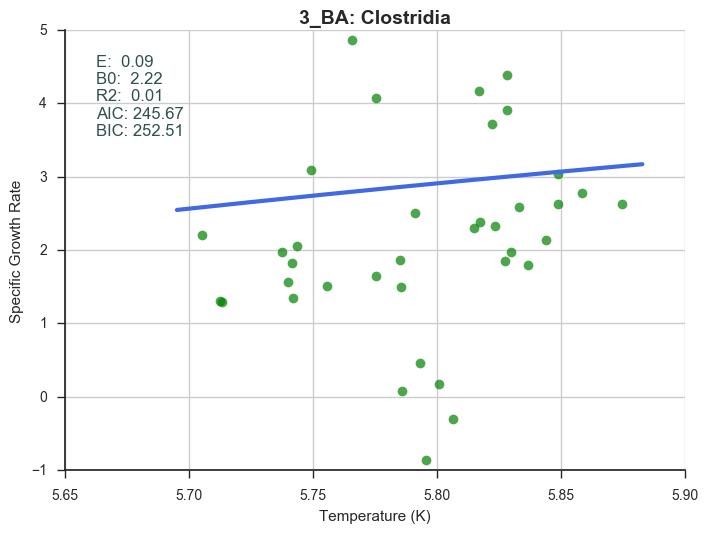 3_BA: Clostridia
E:  0.09
B0:  2.22
R2:  0.01
AIC: 245.67
BIC: 252.51
5
4
3
2
1
0
−1
Specific Growth Rate
5.65 5.70 5.75 5.80 5.85 5.90
Temperature (K)